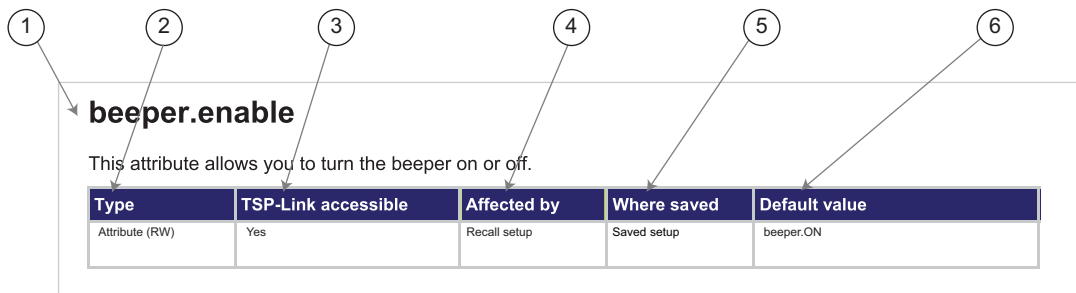 1 2 3 4 5 6
beeper.enable
This attribute allows you to turn the beeper on or off.
Type TSP-Link accessible Affected by Where saved Default value
Attribute (RW) Yes Recall setup Saved setup beeper.ON